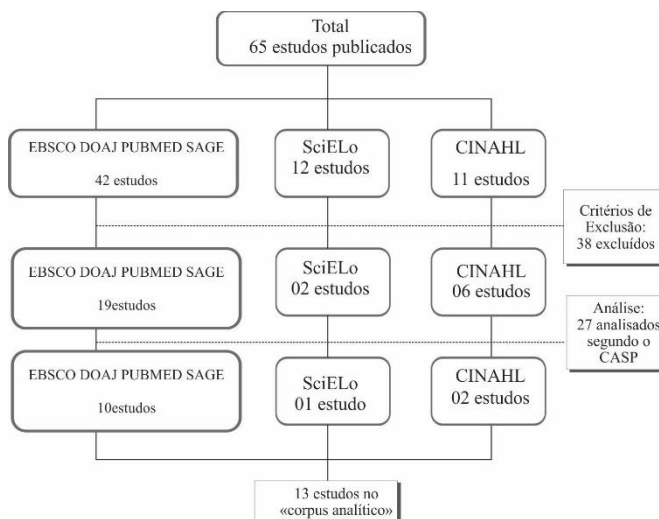 Total
65 estudos publicados
EBSCO DOAJ PUBMED SAGE
42 estudos
SciELo
12 estudos
CINAHL
11 estudos
Critérios de
Exclusão:
38 excluídos
EBSCO DOAJ PUBMED SAGE
19estudos
SciELo
02 estudos
CINAHL
06 estudos
Análise:
27 analisados
segundo o
CASP
EBSCO DOAJ PUBMED SAGE
10estudos
SciELo
01 estudo
CINAHL
02 estudos
13 estudos no
«corpus analítico»